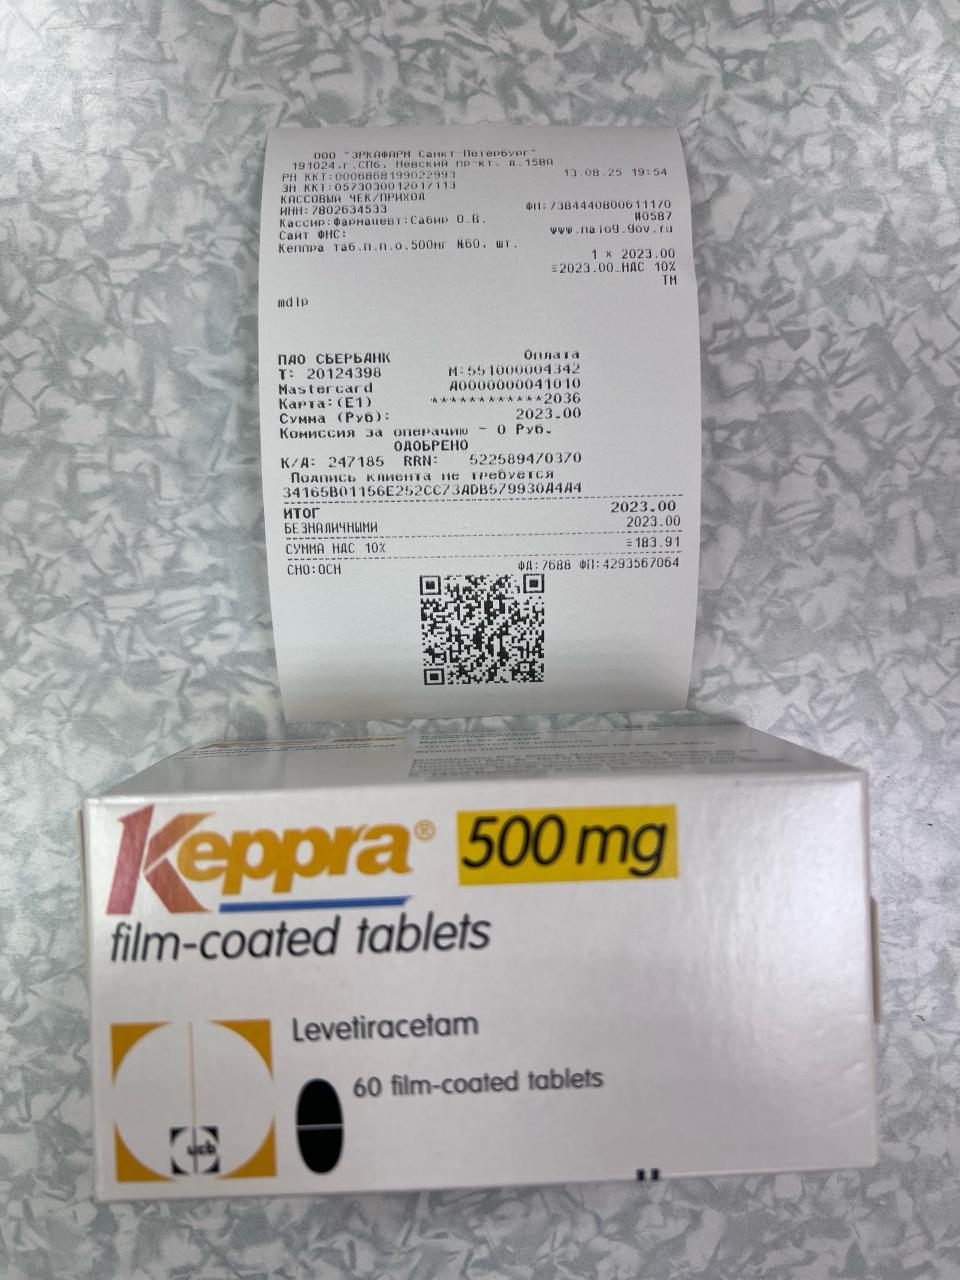 ООО "ЭРКАФАРМ Санкт-Петербург"
191024,г.СПб, Невский пр-кт, д.158А
РН ККТ:0006868199022993 13.08.25 19:54
ЗН ККТ:0573030012017113
КАССОВЫЙ ЧЕК/ПРИХОД
ИНН:7802634533 ФН:7384440800611170
Кассир:Фармацевт:Сабир О.В. #0587
Сайт ФНС: www.nalog.gov.ru
Кеппра таб.п.п.о.500мг №60, шт.
1 × 2023.00
=2023.00_НДС 10%
ТМ
mdlp
ПАО СБЕРБАНК Оплата
Т: 20124398 М:551000004342
Mastercard A0000000041010
Карта:(Е1) ************2036
Сумма (Руб): 2023.00
Комиссия за операцию - 0 Руб.
ОДОБРЕНО
К/А: 247185 RRN: 522589470370
Подпись клиента не требуется
34165B01156E252CC73ADB579930A4A4
ИТОГ 2023.00
БЕЗНАЛИЧНЫМИ 2023.00
СУММА НДС 10% =183.91
СНО:ОСН ФД:7688 ФП:4293567064
Keppra® 500 mg
film-coated tablets
Levetiracetam
60 film-coated tablets
ucb